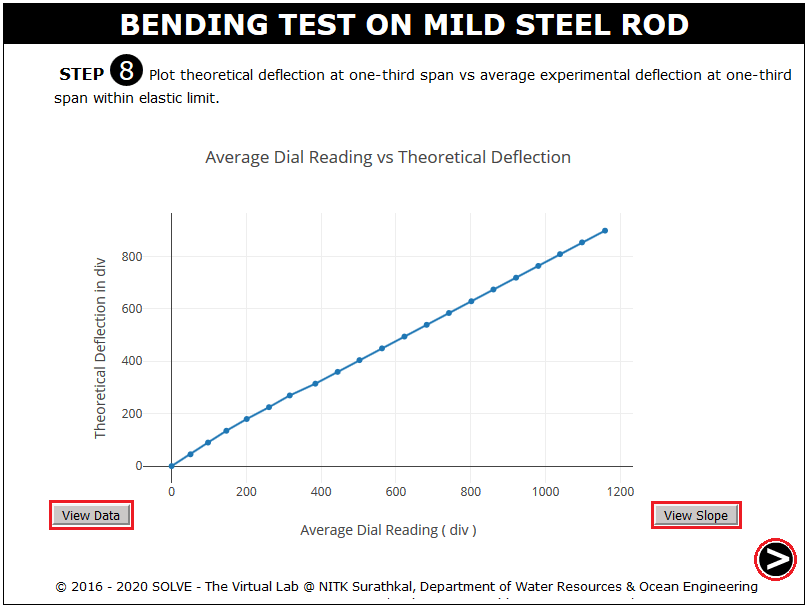 BENDING TEST ON MILD STEEL ROD
STEP 8 Plot theoretical deflection at one-third span vs average experimental deflection at one-third
span within elastic limit.
Average Dial Reading vs Theoretical Deflection
Theoretical Deflection in div
800
600
400
200
0
0 200 400 600 800 1000 1200
View Data
View Slope
Average Dial Reading ( div )
>
© 2016 - 2020 SOLVE - The Virtual Lab @ NITK Surathkal, Department of Water Resources & Ocean Engineering